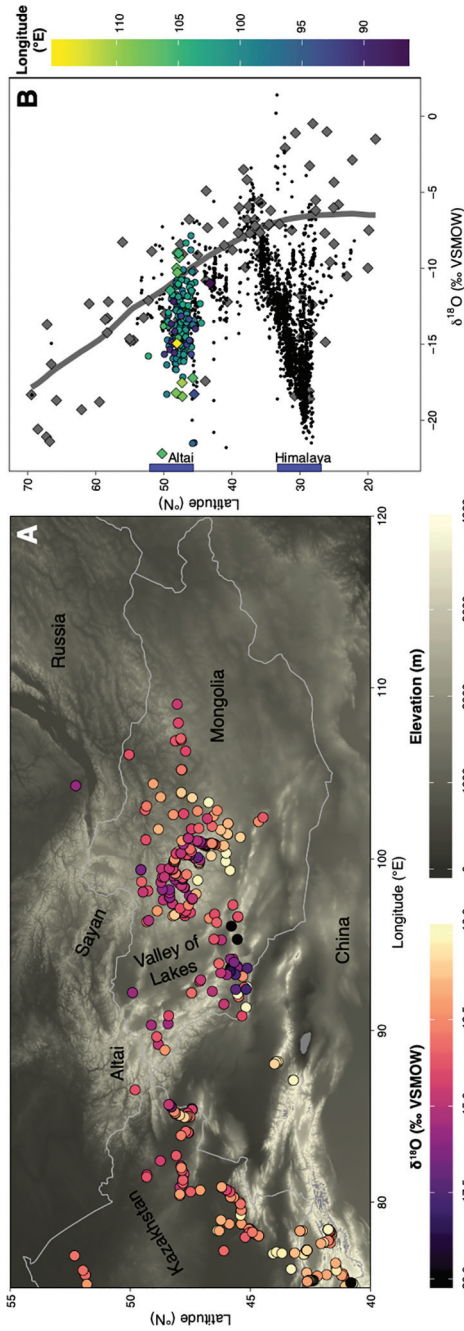 A
55
50
45
40
Latitude (°N)
80
90
100
110
120
Longitude (°E)
Russia
Sayan
Altai
Mongolia
Valley of
Lakes
Kazakhstan
China
δ¹⁸O (‰ VSMOW)
Elevation (m)
B
70
60
50
40
30
20
Latitude (°N)
Altai
Himalaya
−20
−15
−10
−5
0
δ¹⁸O (‰ VSMOW)
Longitude
(°E)
110
105
100
95
90